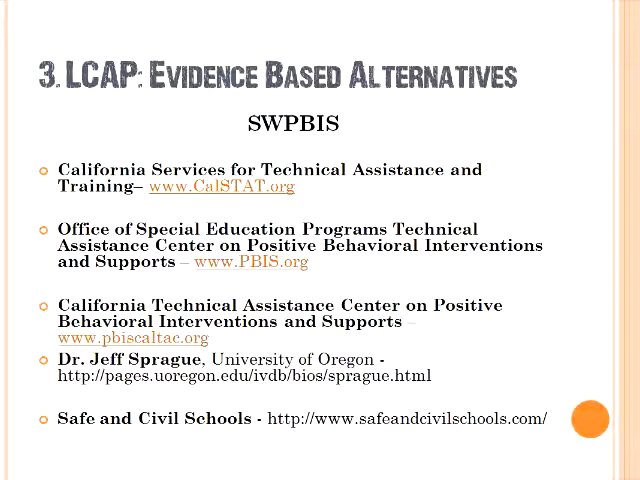 3. LCAP: Evidence Based Alternatives
SWPBIS
California Services for Technical Assistance and
Training– www.CalSTAT.org
Office of Special Education Programs Technical
Assistance Center on Positive Behavioral Interventions
and Supports – www.PBIS.org
California Technical Assistance Center on Positive
Behavioral Interventions and Supports –
www.pbiscaltac.org
Dr. Jeff Sprague, University of Oregon -
http://pages.uoregon.edu/ivdb/bios/sprague.html
Safe and Civil Schools - http://www.safeandcivilschools.com/